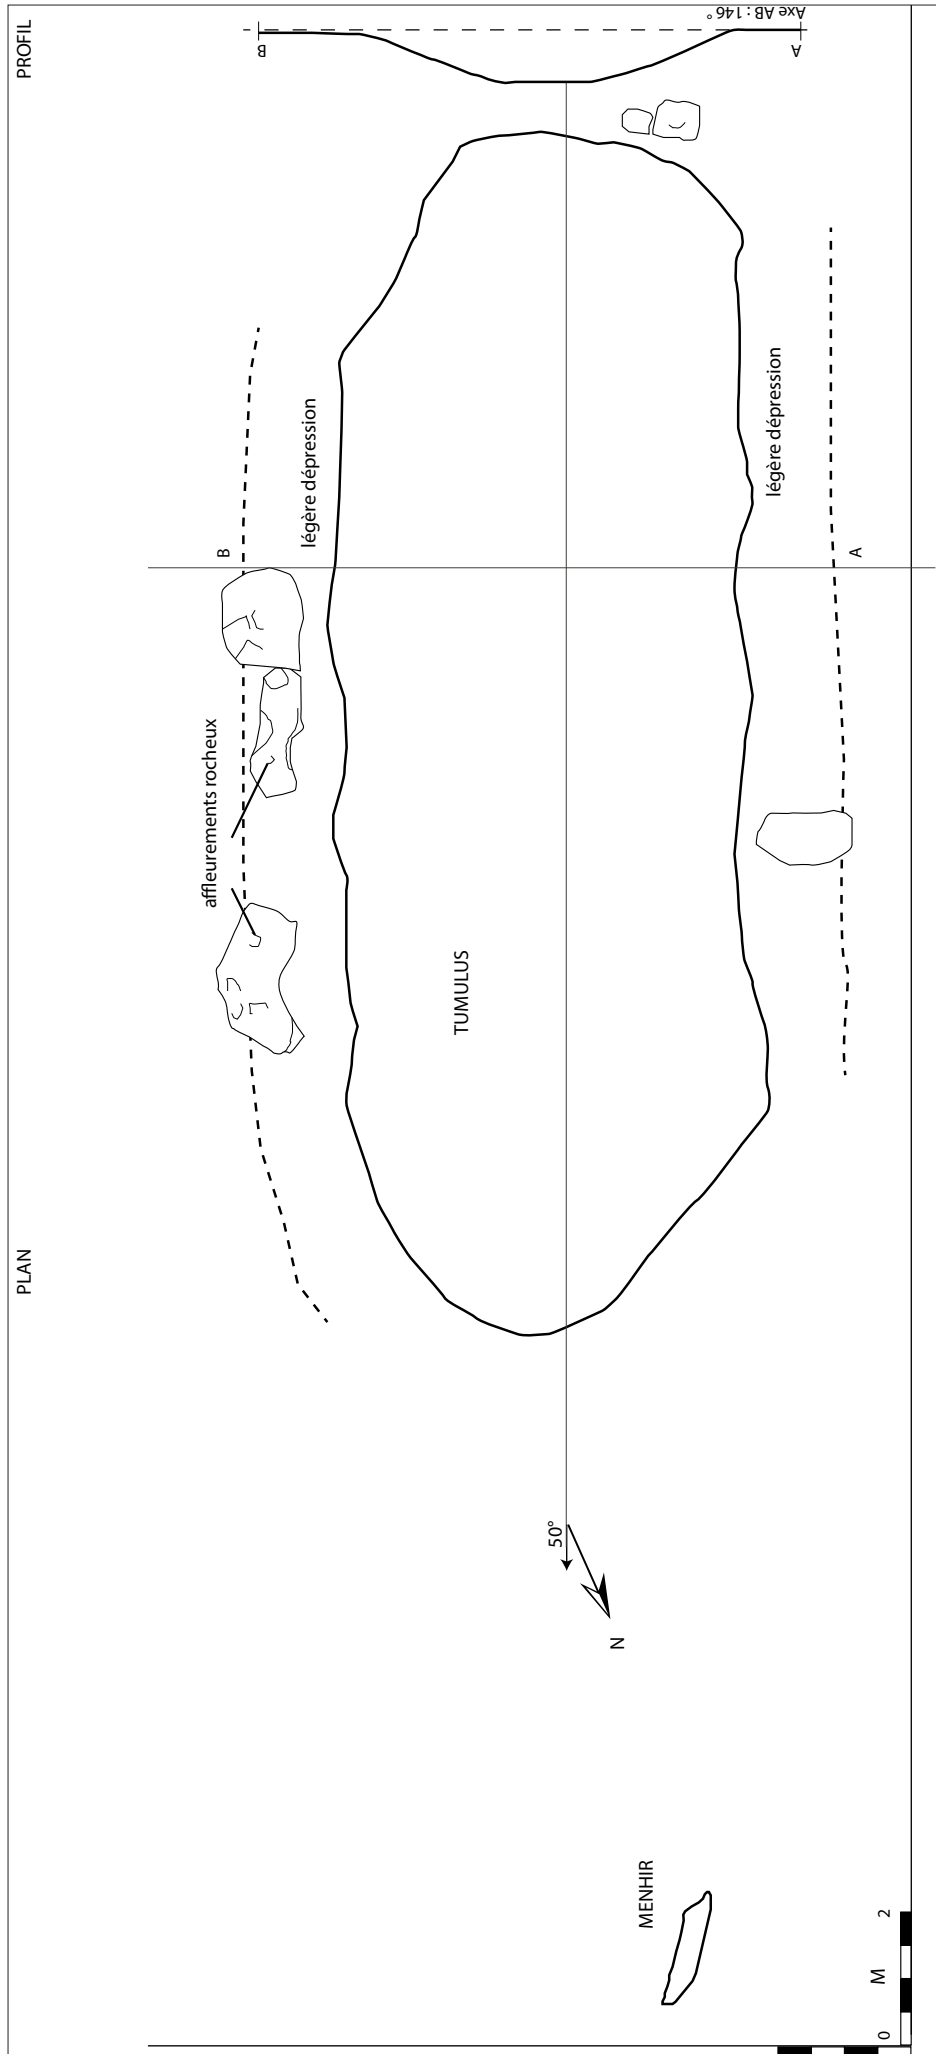 PLAN
PROFIL
B
A
Axe AB : 146°
légère dépression
légère dépression
B
A
affleurements rocheux
TUMULUS
50°
N
MENHIR
0
M
2